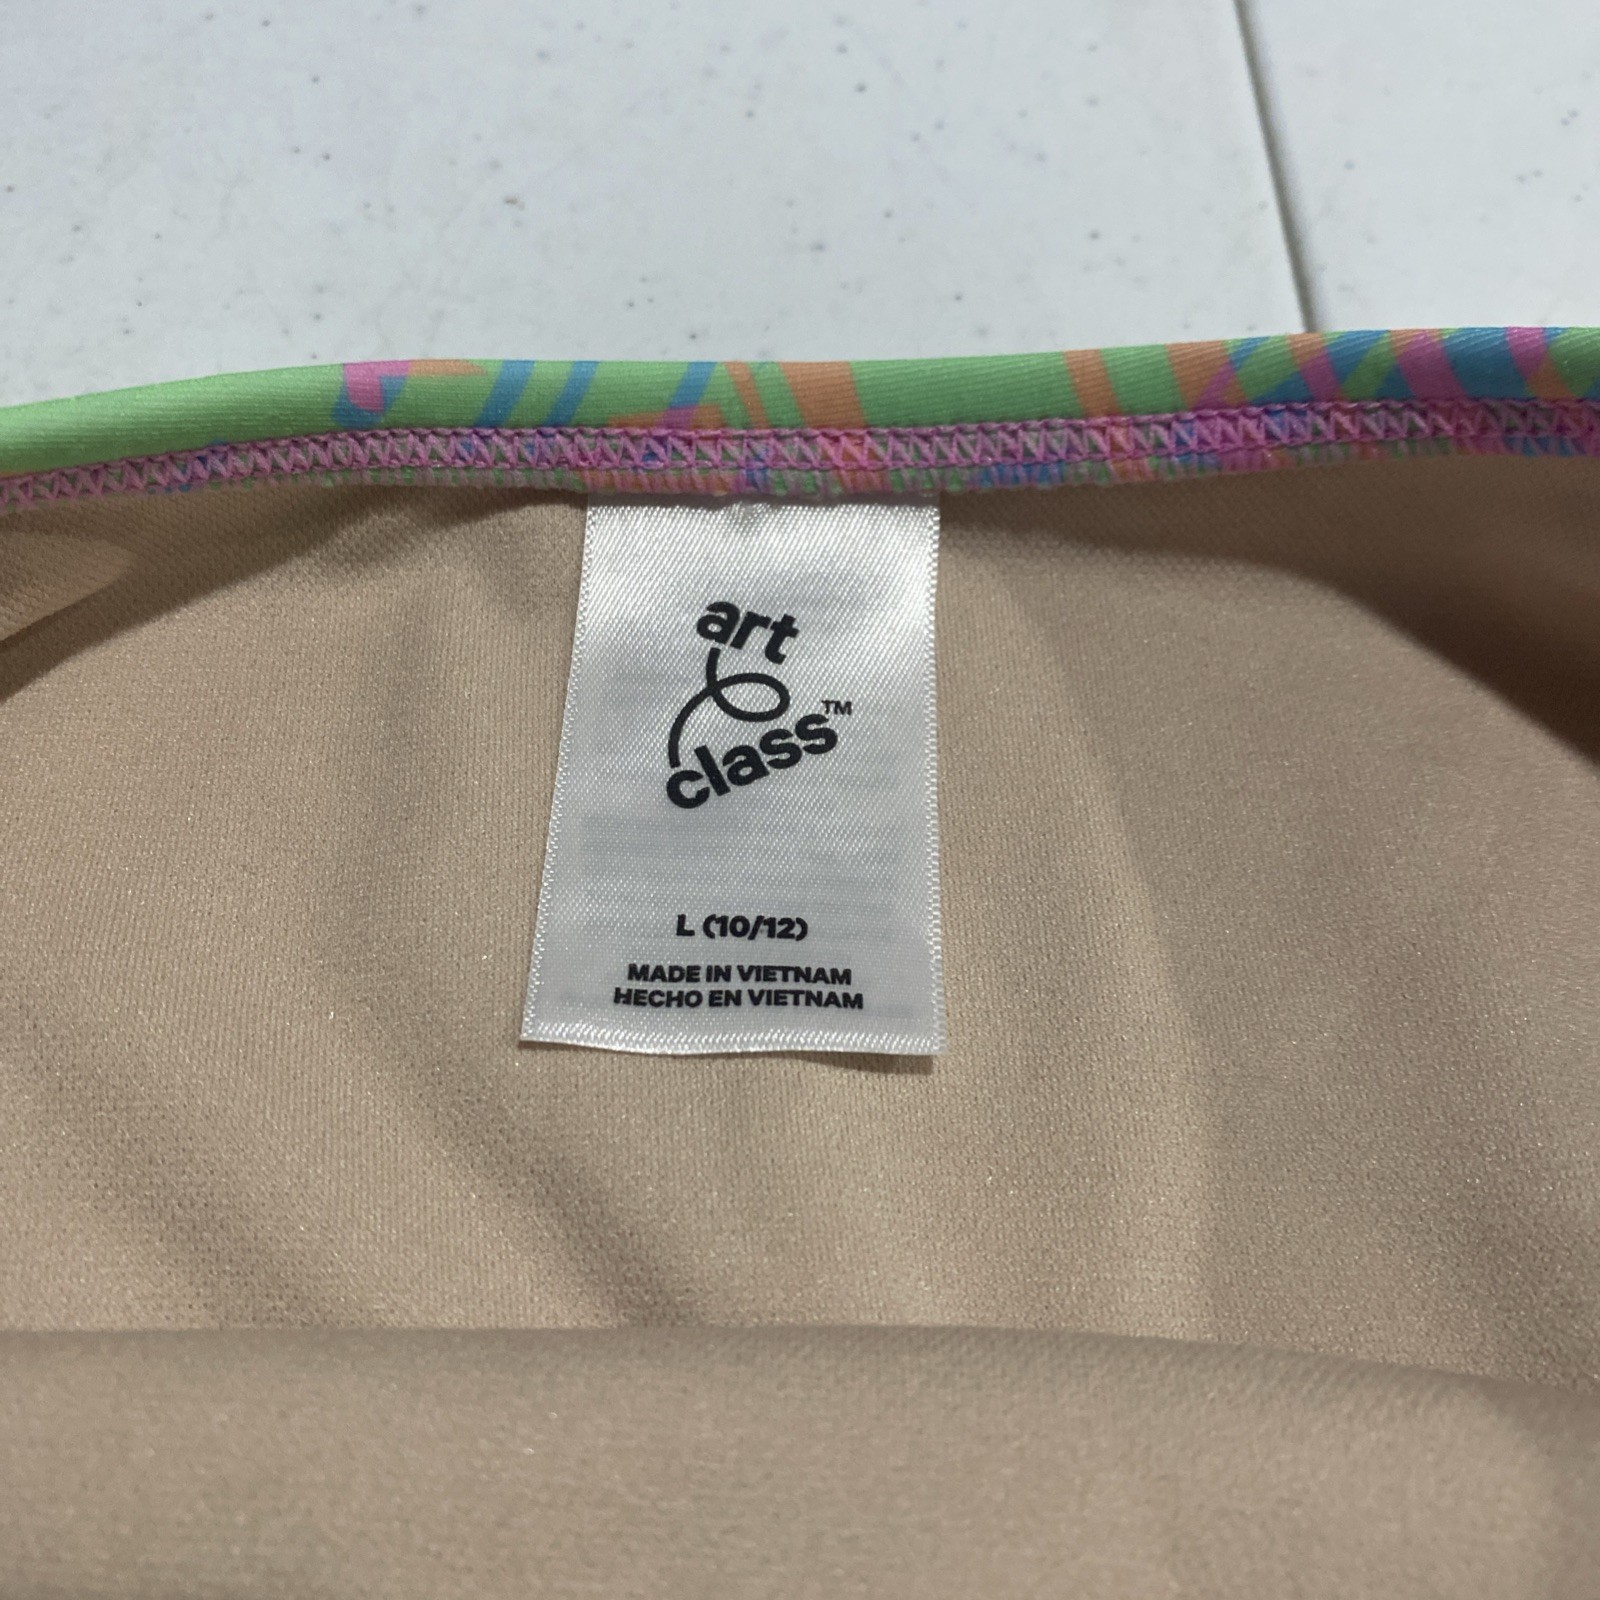 art
class™
L (10/12)
MADE IN VIETNAM
HECHO EN VIETNAM